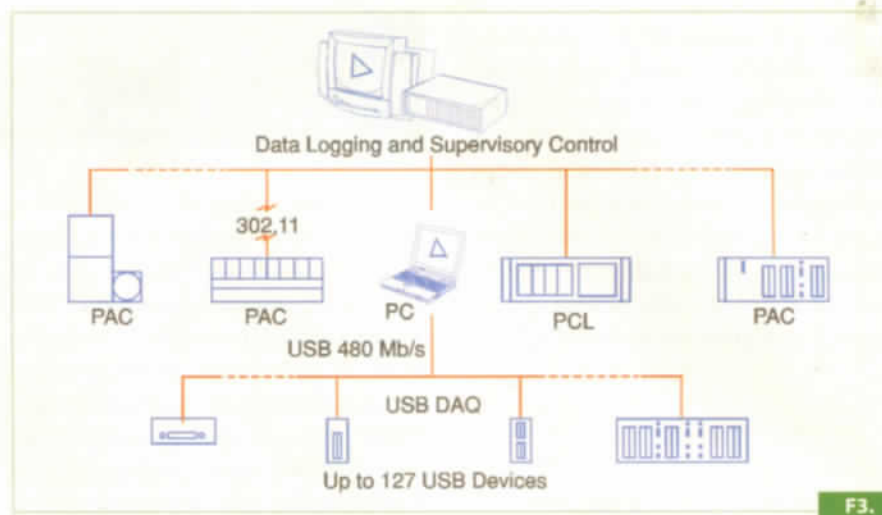 Data Logging and Supervisory Control
302,11
PAC
PAC
PC
PCL
PAC
USB 480 Mb/s
USB DAQ
Up to 127 USB Devices
F3.